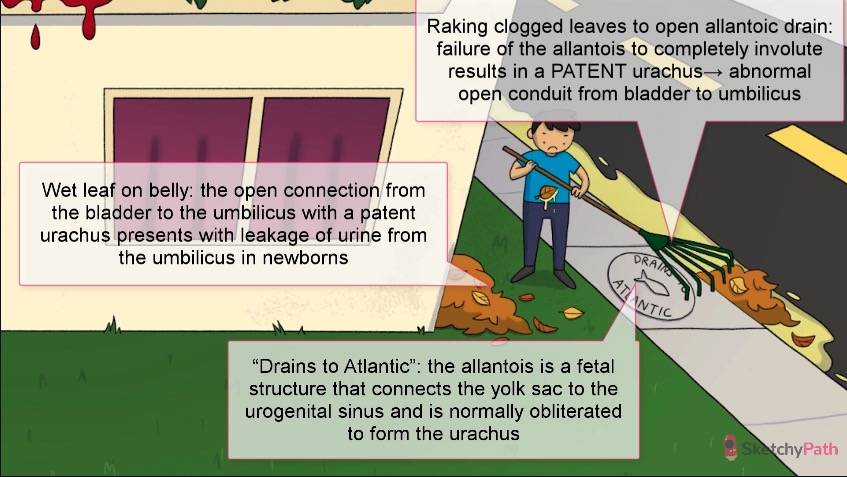 Raking clogged leaves to open allantoic drain:
failure of the allantois to completely involute
results in a PATENT urachus→ abnormal
open conduit from bladder to umbilicus
Wet leaf on belly: the open connection from
the bladder to the umbilicus with a patent
urachus presents with leakage of urine from
the umbilicus in newborns
DRAINS TO
ATLANTIC
“Drains to Atlantic”: the allantois is a fetal
structure that connects the yolk sac to the
urogenital sinus and is normally obliterated
to form the urachus
SketchyPath